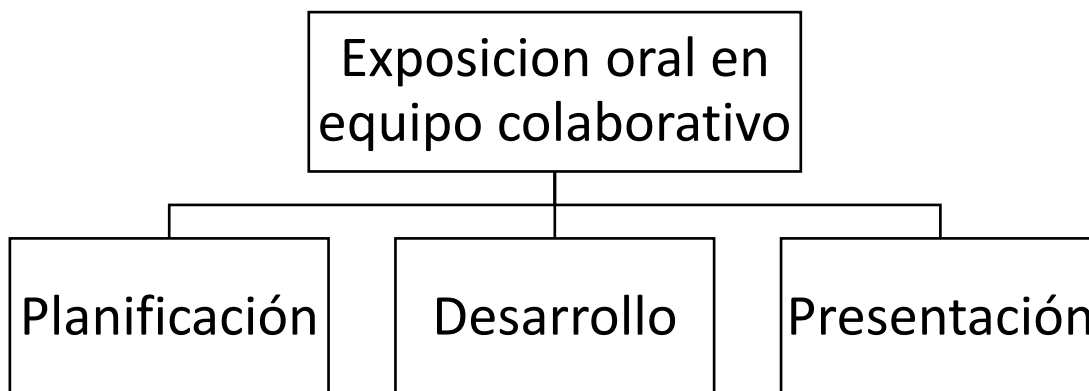 Exposicion oral en
equipo colaborativo
Planificación
Desarrollo
Presentación